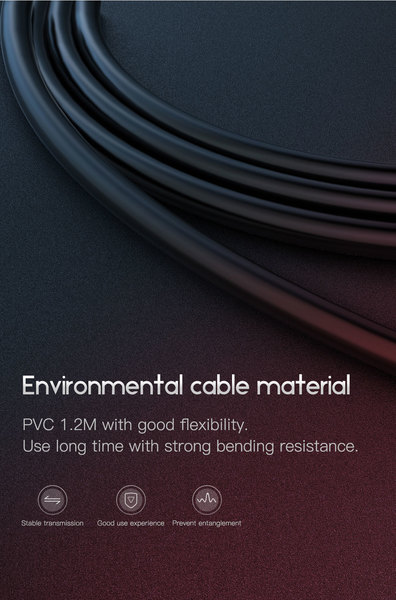 Environmental cable material
PVC 1.2M with good flexibility.
Use long time with strong bending resistance.
Stable transmission
Good use experience
Prevent entanglement